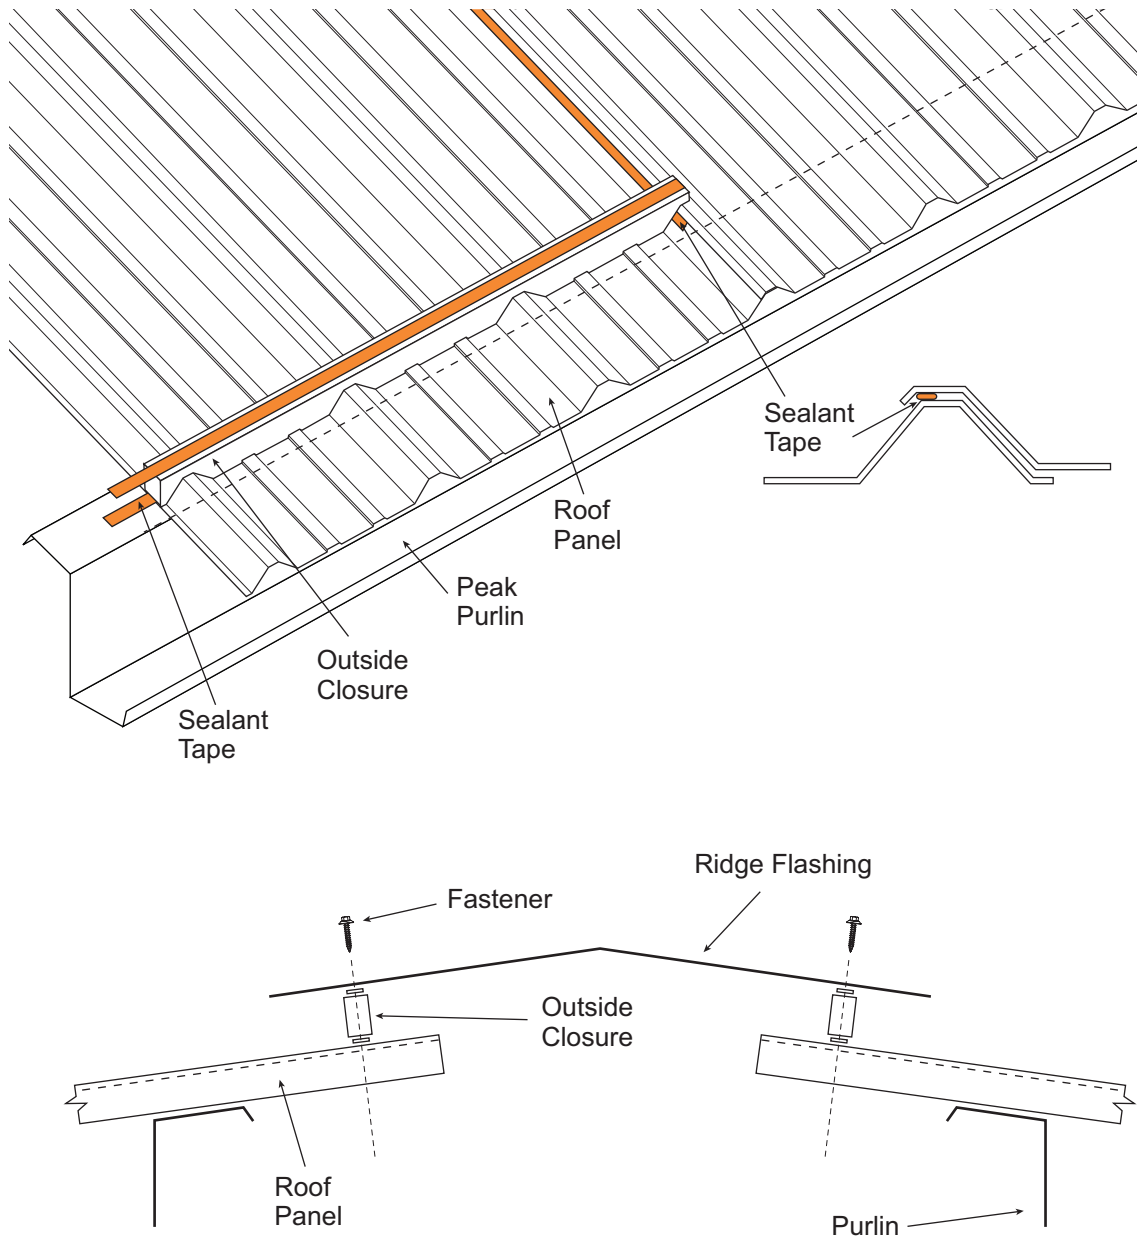 Sealant
Tape
Roof
Panel
Peak
Purlin
Outside
Closure
Sealant
Tape
Ridge Flashing
Fastener
Outside
Closure
Roof
Panel
Purlin